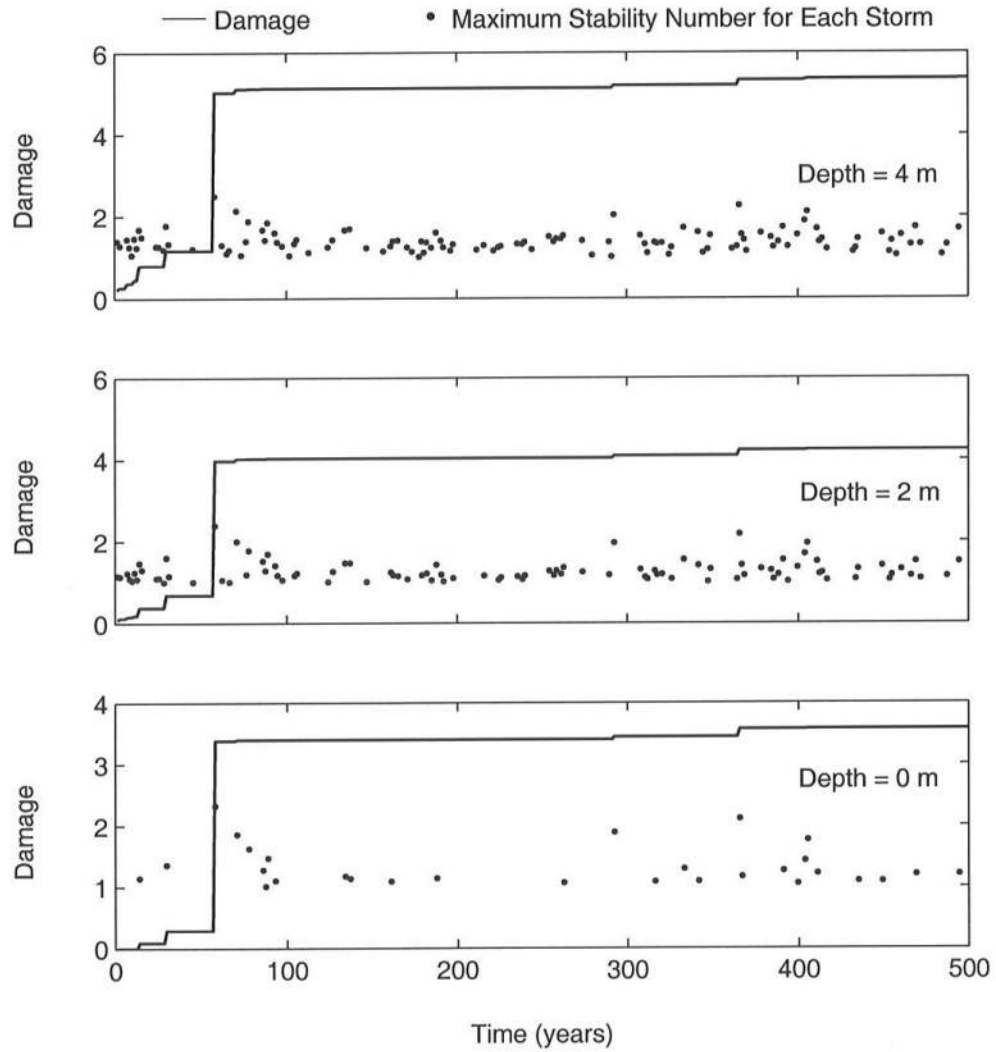 Damage
Maximum Stability Number for Each Storm
6
4
2
0
Damage
Depth = 4 m
6
4
2
0
Damage
Depth = 2 m
4
3
2
1
0
Damage
Depth = 0 m
0 100 200 300 400 500
Time (years)